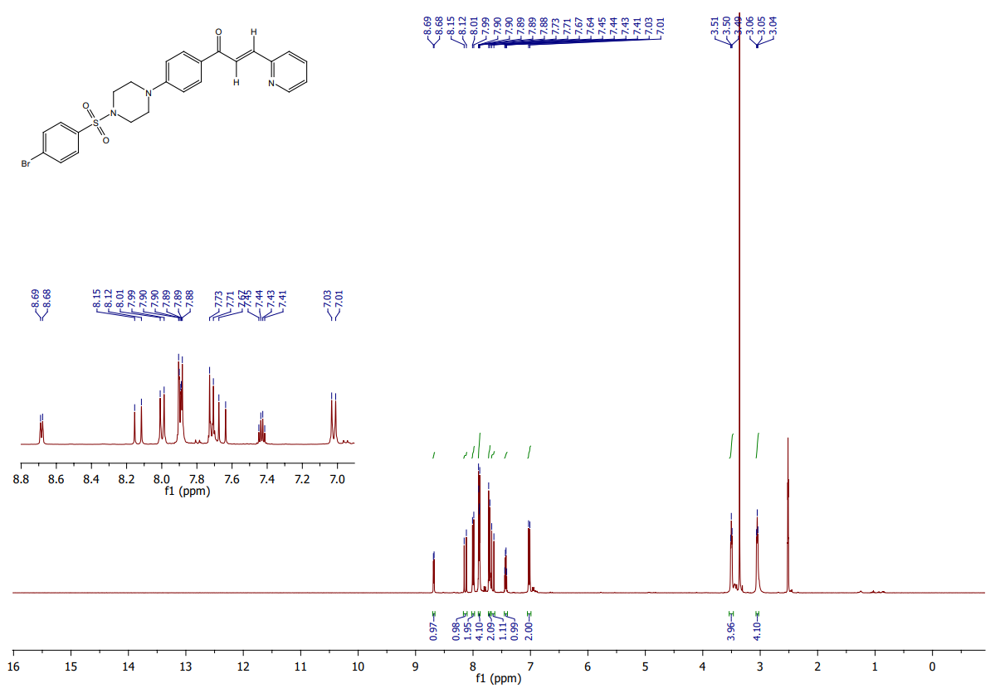 8.69 8.68 8.15 8.12 8.01 7.99 7.90 7.90 7.89 7.89 7.88 7.73 7.71 7.67 7.64 7.45 7.44 7.43 7.41 7.03 7.01 3.51 3.50 3.49 3.06 3.05 3.04
O H
H N
N
O N
S
O
Br
8.69 8.68 8.15 8.12 8.01 7.99 7.90 7.90 7.89 7.89 7.88 7.73 7.71 7.67 7.45 7.44 7.43 7.41 7.03 7.01
8.8 8.6 8.4 8.2 8.0 7.8 7.6 7.4 7.2 7.0
f1 (ppm)
0.97 0.98 1.95 4.10 2.09 1.11 0.99 2.00 3.96 4.10
16 15 14 13 12 11 10 9 8 7 6 5 4 3 2 1 0
f1 (ppm)